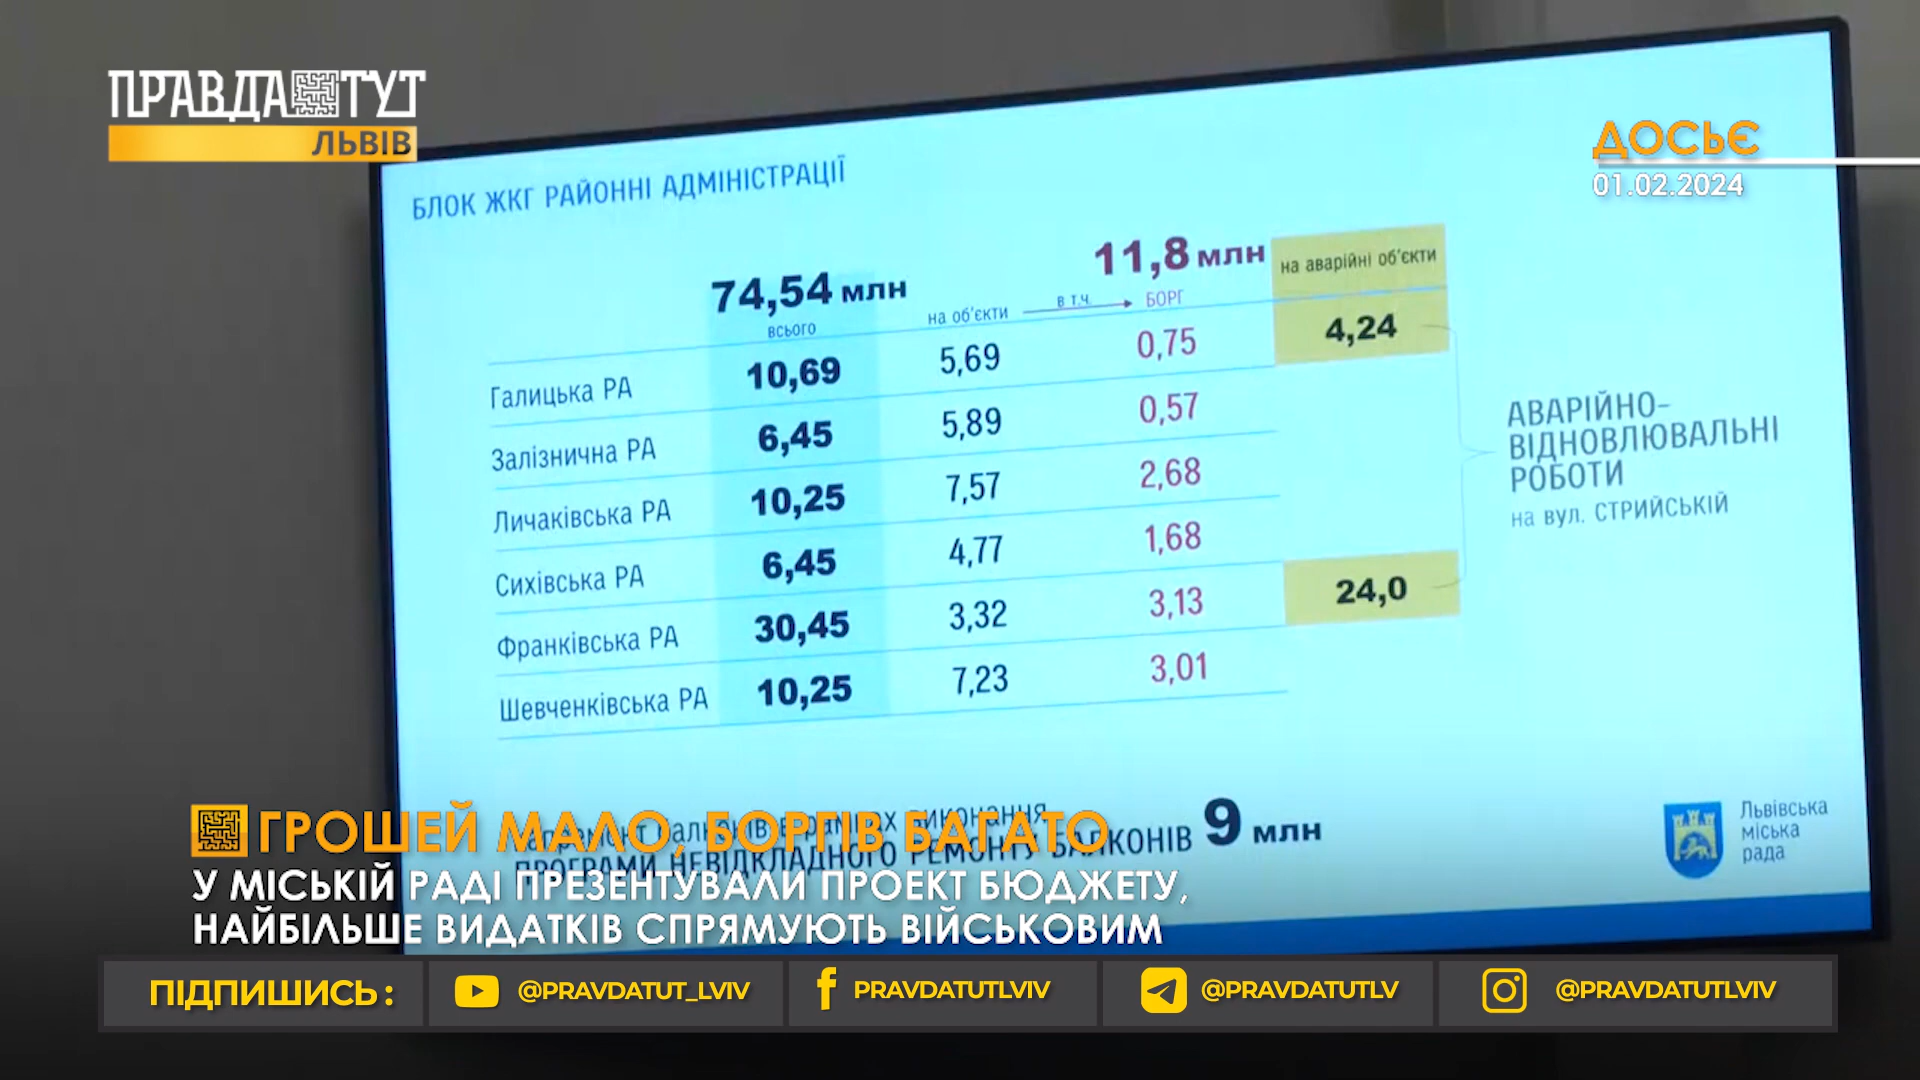 ПРАВДА ТУТ
ЛЬВІВ
ДОСЬЄ
01.02.2024
БЛОК ЖКГ РАЙОННІ АДМІНІСТРАЦІЇ
74,54 млн
всього
на об'єкти
в т.ч.
11,8 млн
БОРГ
на аварійні об'єкти
Галицька РА 10,69 5,69 0,75 4,24
Залізнична РА 6,45 5,89 0,57
Личаківська РА 10,25 7,57 2,68
Сихівська РА 6,45 4,77 1,68
Франківська РА 30,45 3,32 3,13 24,0
Шевченківська РА 10,25 7,23 3,01
АВАРІЙНО-
ВІДНОВЛЮВАЛЬНІ
РОБОТИ
на вул. СТРИЙСЬКІЙ
виконання
ПРОГРАМИ НЕВІДКЛАДНОГО РЕМОНТУ БАЛКОНІВ 9 млн
Львівська
міська
рада
ГРОШЕЙ МАЛО, БОРГІВ БАГАТО
У МІСЬКІЙ РАДІ ПРЕЗЕНТУВАЛИ ПРОЕКТ БЮДЖЕТУ,
НАЙБІЛЬШЕ ВИДАТКІВ СПРЯМУЮТЬ ВІЙСЬКОВИМ
ПІДПИШИСЬ :
@PRAVDATUT_LVIV
PRAVDATUTLVIV
@PRAVDATUTLV
@PRAVDATUTLVIV